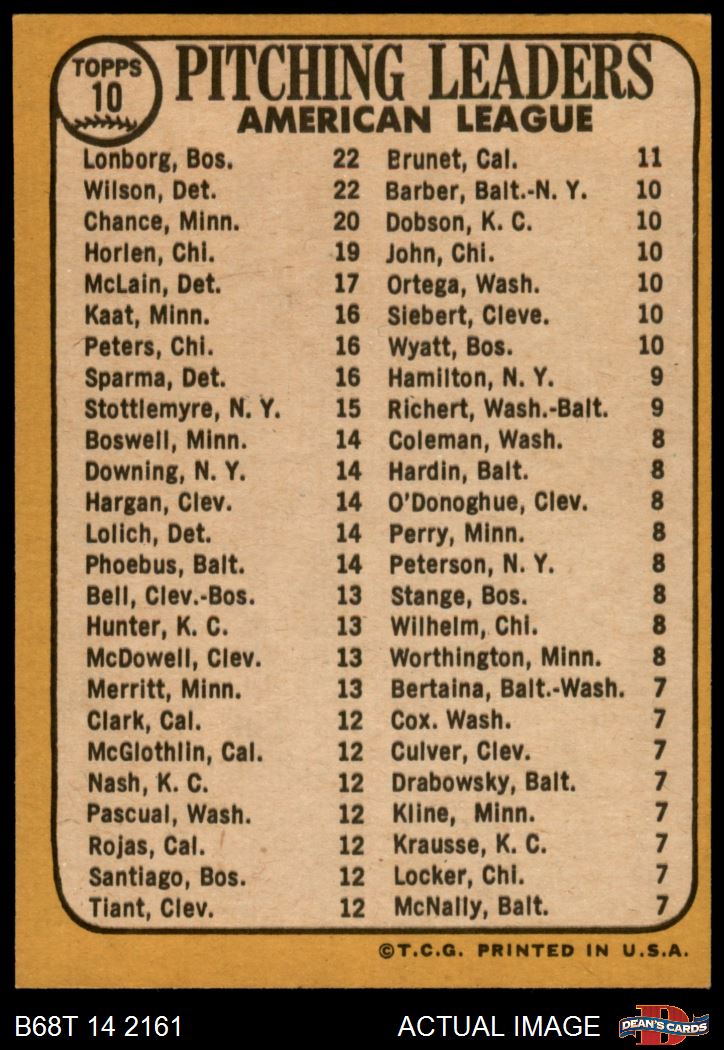 TOPPS
10
PITCHING LEADERS
AMERICAN LEAGUE
Lonborg, Bos. 22
Wilson, Det. 22
Chance, Minn. 20
Horlen, Chi. 19
McLain, Det. 17
Kaat, Minn. 16
Peters, Chi. 16
Sparma, Det. 16
Stottlemyre, N. Y. 15
Boswell, Minn. 14
Downing, N. Y. 14
Hargan, Clev. 14
Lolich, Det. 14
Phoebus, Balt. 14
Bell, Clev.-Bos. 13
Hunter, K. C. 13
McDowell, Clev. 13
Merritt, Minn. 13
Clark, Cal. 12
McGlothlin, Cal. 12
Nash, K. C. 12
Pascual, Wash. 12
Rojas, Cal. 12
Santiago, Bos. 12
Tiant, Clev. 12
Brunet, Cal. 11
Barber, Balt.-N. Y. 10
Dobson, K. C. 10
John, Chi. 10
Ortega, Wash. 10
Siebert, Cleve. 10
Wyatt, Bos. 10
Hamilton, N. Y. 9
Richert, Wash.-Balt. 9
Coleman, Wash. 8
Hardin, Balt. 8
O'Donoghue, Clev. 8
Perry, Minn. 8
Peterson, N. Y. 8
Stange, Bos. 8
Wilhelm, Chi. 8
Worthington, Minn. 8
Bertaina, Balt.-Wash. 7
Cox. Wash. 7
Culver, Clev. 7
Drabowsky, Balt. 7
Kline, Minn. 7
Krausse, K. C. 7
Locker, Chi. 7
McNally, Balt. 7
©T.C.G. PRINTED IN U.S.A.
B68T 14 2161
ACTUAL IMAGE
D
DEAN'S CARDS